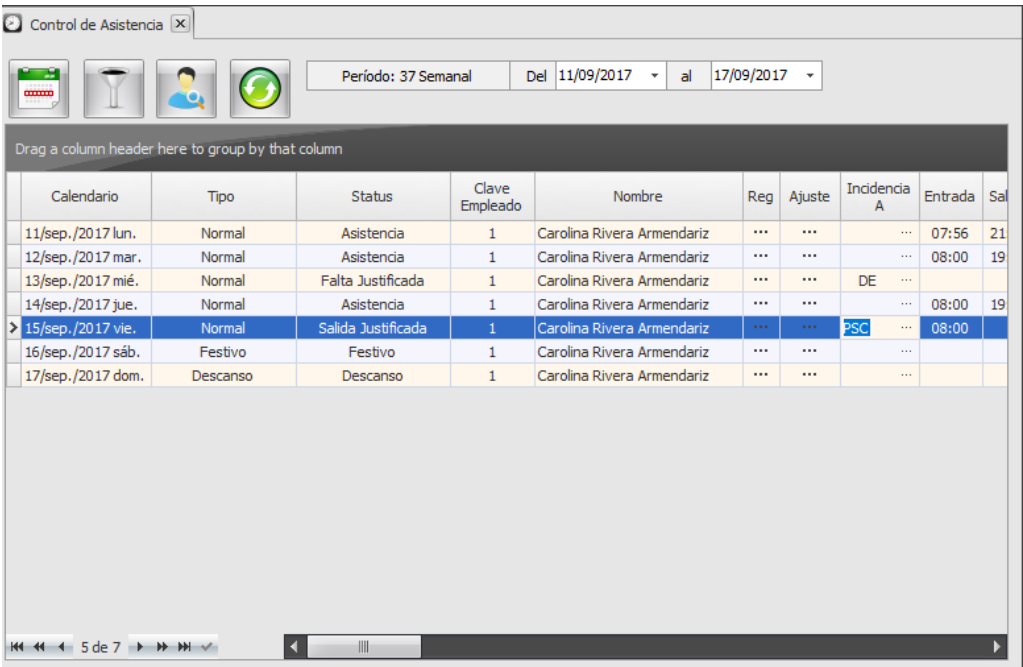 Control de Asistencia
Período: 37 Semanal Del 11/09/2017 al 17/09/2017
Drag a column header here to group by that column
Calendario Tipo Status Clave Empleado Nombre Reg Ajuste Incidencia A Entrada Sal
11/sep./2017 lun. Normal Asistencia 1 Carolina Rivera Armendariz ... ... ... 07:56 21:
12/sep./2017 mar. Normal Asistencia 1 Carolina Rivera Armendariz ... ... ... 08:00 19:
13/sep./2017 mié. Normal Falta Justificada 1 Carolina Rivera Armendariz ... ... DE ...
14/sep./2017 jue. Normal Asistencia 1 Carolina Rivera Armendariz ... ... ... 08:00 19:
15/sep./2017 vie. Normal Salida Justificada 1 Carolina Rivera Armendariz ... ... PSC ... 08:00
16/sep./2017 sáb. Festivo Festivo 1 Carolina Rivera Armendariz ... ... ...
17/sep./2017 dom. Descanso Descanso 1 Carolina Rivera Armendariz ... ... ...
5 de 7